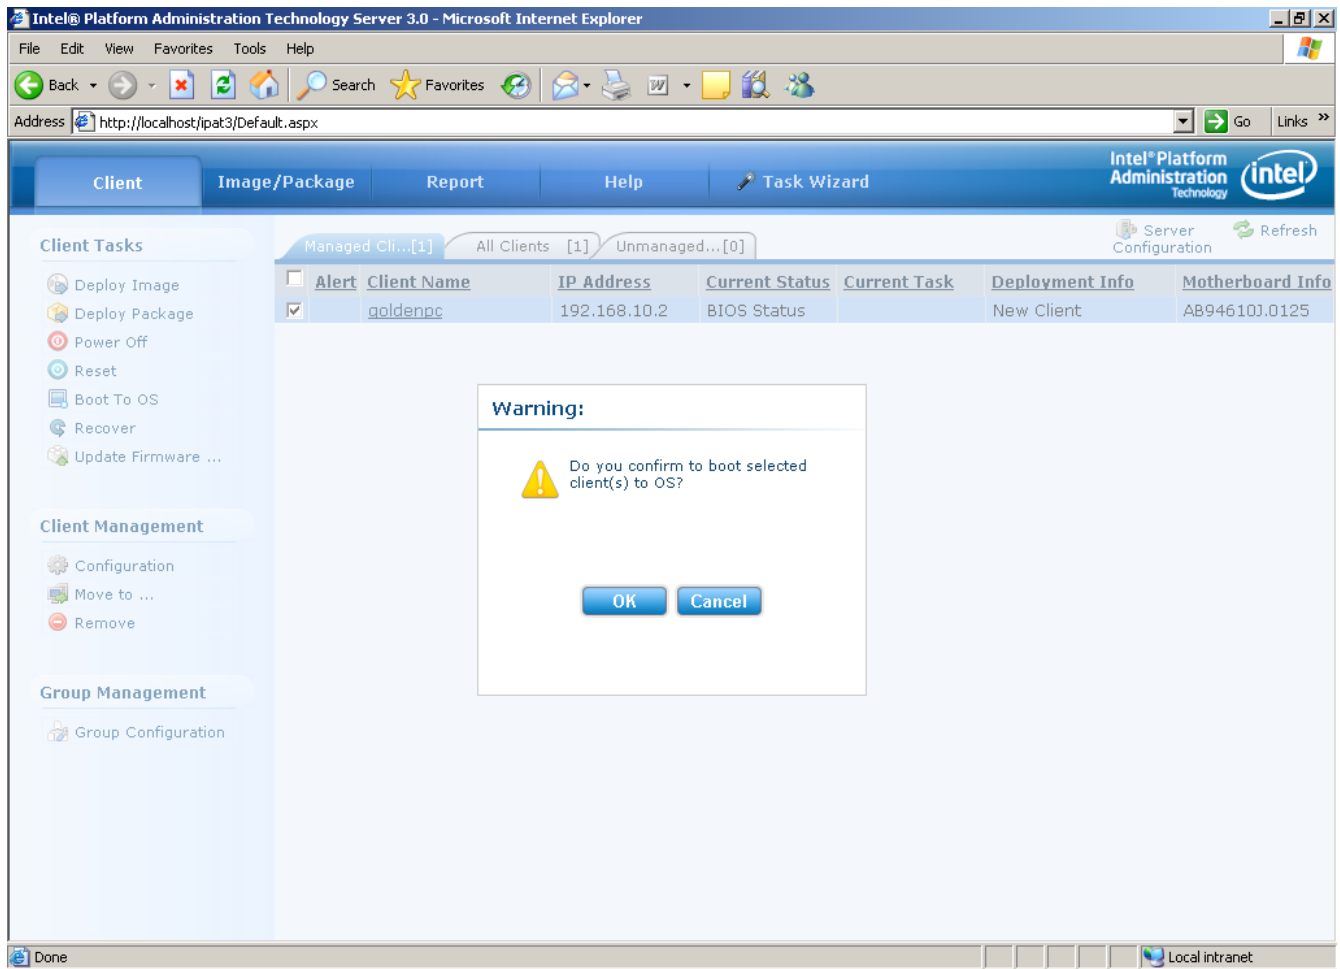 Intel® Platform Administration Technology Server 3.0 - Microsoft Internet Explorer
File Edit View Favorites Tools Help
Back Search Favorites
Address http://localhost/ipat3/Default.aspx Go Links »
Client Image/Package Report Help Task Wizard
Intel® Platform
Administration
Technology
intel
Client Tasks
Deploy Image
Deploy Package
Power Off
Reset
Boot To OS
Recover
Update Firmware ...
Client Management
Configuration
Move to ...
Remove
Group Management
Group Configuration
Managed Cli...[1] All Clients [1] Unmanaged...[0]
Server
Configuration
Refresh
Alert Client Name IP Address Current Status Current Task Deployment Info Motherboard Info
goldenpc 192.168.10.2 BIOS Status New Client AB94610J.0125
Warning:
Do you confirm to boot selected
client(s) to OS?
OK Cancel
Done Local intranet